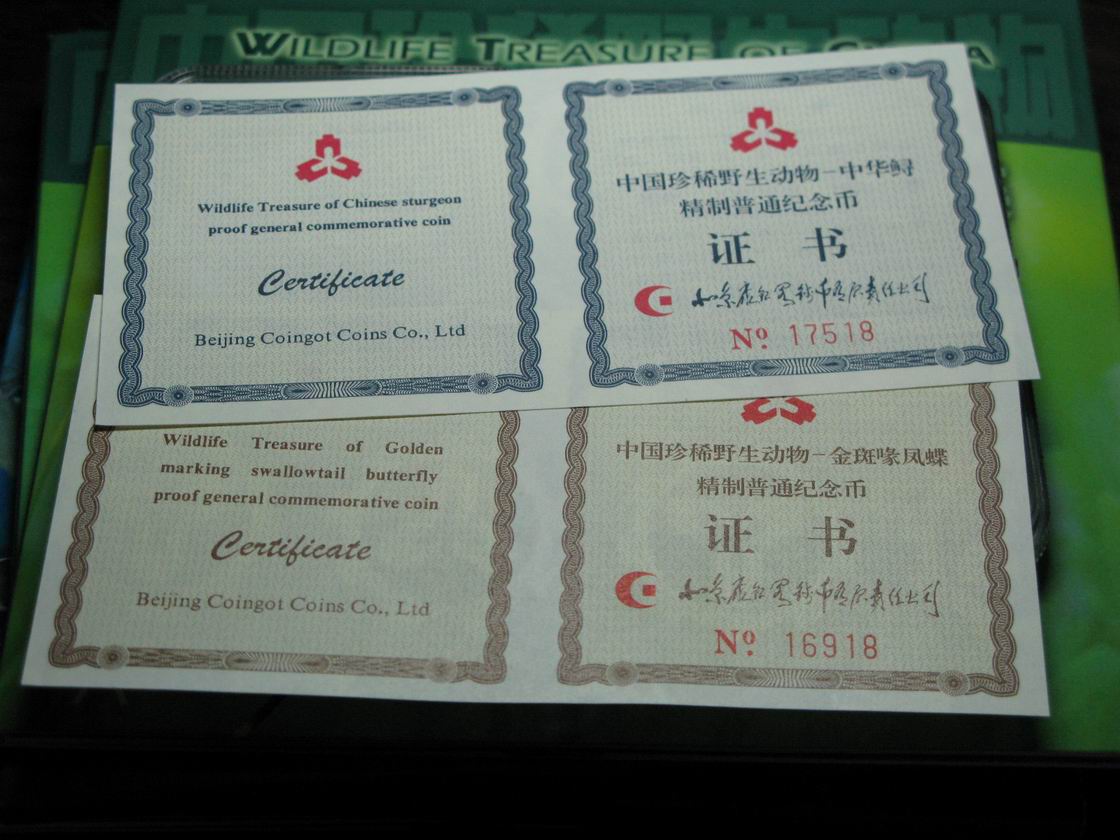 WILDLIFE TREASURE OF
Wildlife Treasure of Chinese sturgeon
proof general commemorative coin
Certificate
Beijing Coingot Coins Co., Ltd
中国珍稀野生动物-中华鲟
精制普通纪念币
证 书
Nº 17518
Wildlife Treasure of Golden
marking swallowtail butterfly
proof general commemorative coin
Certificate
Beijing Coingot Coins Co., Ltd
中国珍稀野生动物-金斑喙凤蝶
精制普通纪念币
证 书
Nº 16918